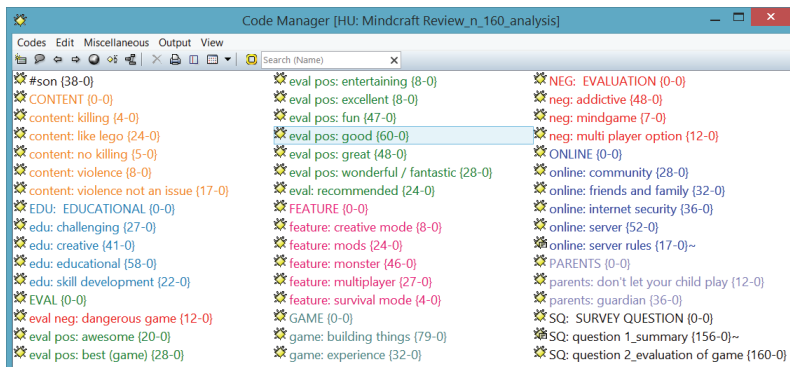 Code Manager [HU: Mindcraft Review_n_160_analysis]
Codes Edit Miscellaneous Output View
Search (Name)
#son {38-0}
CONTENT {0-0}
content: killing {4-0}
content: like lego {24-0}
content: no killing {5-0}
content: violence {8-0}
content: violence not an issue {17-0}
EDU: EDUCATIONAL {0-0}
edu: challenging {27-0}
edu: creative {41-0}
edu: educational {58-0}
edu: skill development {22-0}
EVAL {0-0}
eval neg: dangerous game {12-0}
eval pos: awesome {20-0}
eval pos: best (game) {28-0}
eval pos: entertaining {8-0}
eval pos: excellent {8-0}
eval pos: fun {47-0}
eval pos: good {60-0}
eval pos: great {48-0}
eval pos: wonderful / fantastic {28-0}
eval: recommended {24-0}
FEATURE {0-0}
feature: creative mode {8-0}
feature: mods {24-0}
feature: monster {46-0}
feature: multiplayer {27-0}
feature: survival mode {4-0}
GAME {0-0}
game: building things {79-0}
game: experience {32-0}
NEG: EVALUATION {0-0}
neg: addictive {48-0}
neg: mindgame {7-0}
neg: multi player option {12-0}
ONLINE {0-0}
online: community {28-0}
online: friends and family {32-0}
online: internet security {36-0}
online: server {52-0}
online: server rules {17-0}~
PARENTS {0-0}
parents: don't let your child play {12-0}
parents: guardian {36-0}
SQ: SURVEY QUESTION {0-0}
SQ: question 1_summary {156-0}~
SQ: question 2_evaluation of game {160-0}